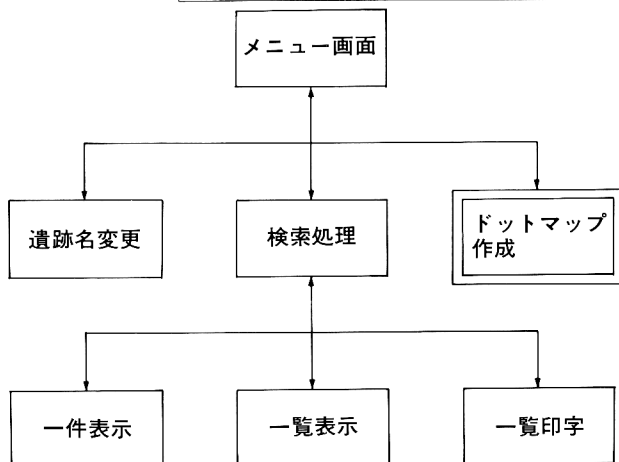 メニュー画面
遺跡名変更
検索処理
ドットマップ
作成
一件表示
一覧表示
一覧印字